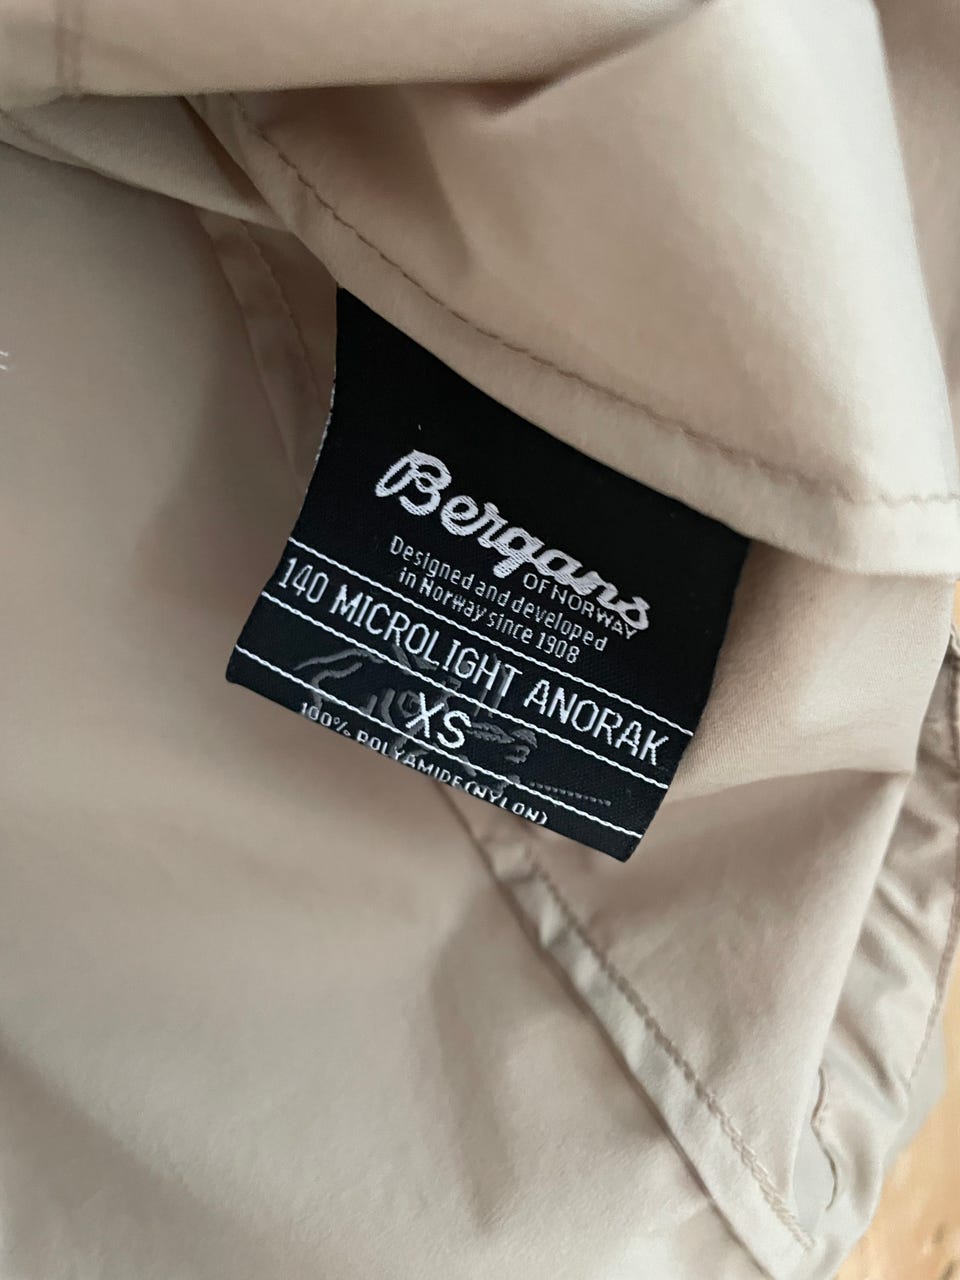 Bergans
OF NORWAY
Designed and developed
in Norway since 1908
140 MICROLIGHT ANORAK
XS
100% POLYAMIDE(NYLON)